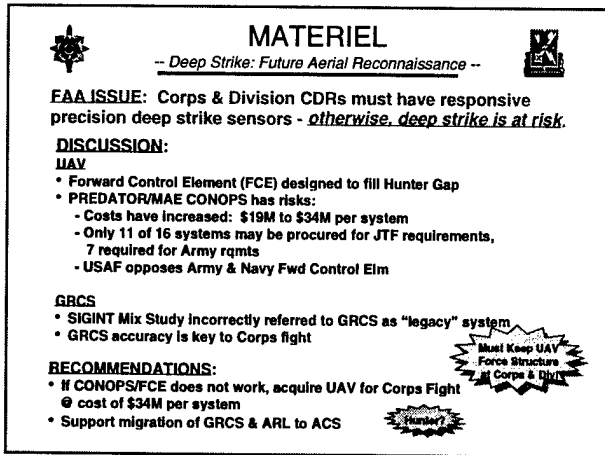 MATERIEL
-- Deep Strike: Future Aerial Reconnaissance --
FAA ISSUE: Corps & Division CDRs must have responsive
precision deep strike sensors - otherwise, deep strike is at risk.
DISCUSSION:
UAV
• Forward Control Element (FCE) designed to fill Hunter Gap
• PREDATOR/MAE CONOPS has risks:
- Costs have increased: $19M to $34M per system
- Only 11 of 16 systems may be procured for JTF requirements,
7 required for Army rqmts
- USAF opposes Army & Navy Fwd Control Elm
GRCS
• SIGINT Mix Study incorrectly referred to GRCS as "legacy" system
• GRCS accuracy is key to Corps fight
Must Keep UAV
Force Structure
at Corps & Div!
RECOMMENDATIONS:
• If CONOPS/FCE does not work, acquire UAV for Corps Fight
@ cost of $34M per system
• Support migration of GRCS & ARL to ACS
Hunter?